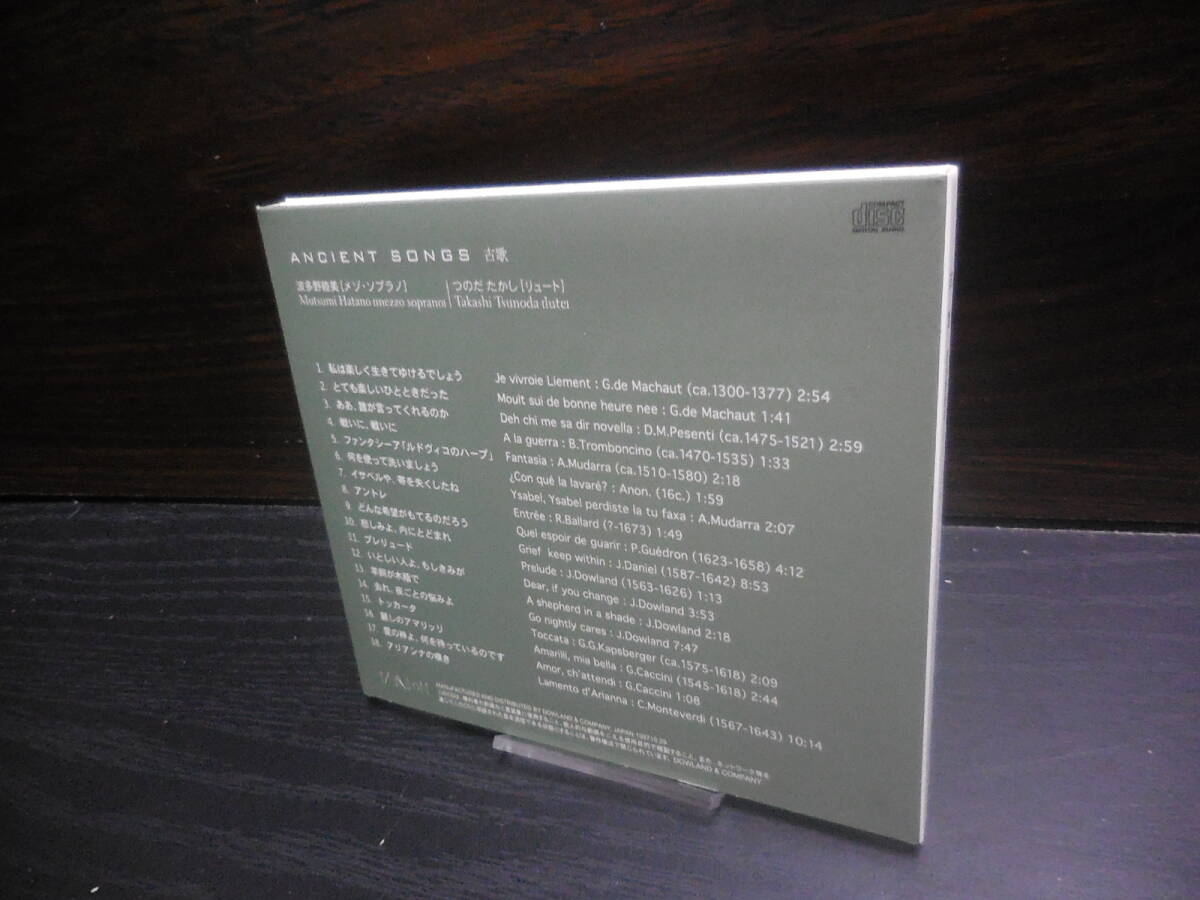 COMPACT
disc
DIGITAL AUDIO
ANCIENT SONGS 古歌
波多野睦美[メゾ・ソプラノ] つのだ たかし[リュート]
Mutsumi Hatano (mezzo soprano) Takashi Tsunoda (lute)
1. 私は楽しく生きてゆけるでしょう Je vivroie Liement : G.de Machaut (ca.1300-1377) 2:54
2. とても楽しいひとときだった Mouit sui de bonne heure nee : G.de Machaut 1:41
3. ああ、誰が言ってくれるのか Deh chi me sa dir novella : D.M.Pesenti (ca.1475-1521) 2:59
4. 戦いに、戦いに A la guerra : B.Tromboncino (ca.1470-1535) 1:33
5. ファンタシーア「ルドヴィコのハープ」 Fantasia : A.Mudarra (ca.1510-1580) 2:18
6. 何を使って洗いましょう ¿Con qué la lavaré? : Anon. (16c.) 1:59
7. イサベルや、帯を失くしたね Ysabel, Ysabel perdiste la tu faxa : A.Mudarra 2:07
8. アントレ Entrée : R.Ballard (?-1673) 1:49
9. どんな希望がもてるのだろう Quel espoir de guarir : P.Guédron (1623-1658) 4:12
10. 悲しみよ、内にとどまれ Grief keep within : J.Daniel (1587-1642) 8:53
11. プレリュード Prelude : J.Dowland (1563-1626) 1:13
12. いとしい人よ、もしきみが Dear, if you change : J.Dowland 3:53
13. 羊飼が木陰で A shepherd in a shade : J.Dowland 2:18
14. 去れ、夜ごとの悩みよ Go nightly cares : J.Dowland 7:47
15. トッカータ Toccata : G.G.Kapsberger (ca.1575-1618) 2:09
16. 麗しのアマリッリ Amarilli, mia bella : G.Caccini (1545-1618) 2:44
17. 愛の神よ、何を待っているのです Amor, ch'attendi : G.Caccini 1:08
18. アリアンナの嘆き Lamento d'Arianna : C.Monteverdi (1567-1643) 10:14
MANUFACTURED AND DISTRIBUTED BY DOWLAND & COMPANY, JAPAN
DOWLAND & COMPANY